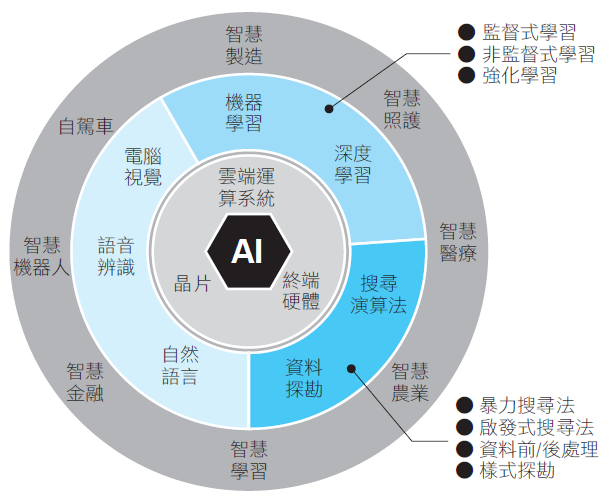 智慧
製造
● 監督式學習
● 非監督式學習
● 強化學習
智慧
照護
自駕車
機器
學習
電腦
視覺
深度
學習
雲端運
算系統
智慧
機器人
語音
辨識
AI
智慧
醫療
晶片
終端
硬體
搜尋
演算法
自然
語言
資料
探勘
智慧
金融
智慧
農業
智慧
學習
● 暴力搜尋法
● 啟發式搜尋法
● 資料前/後處理
● 樣式探勘